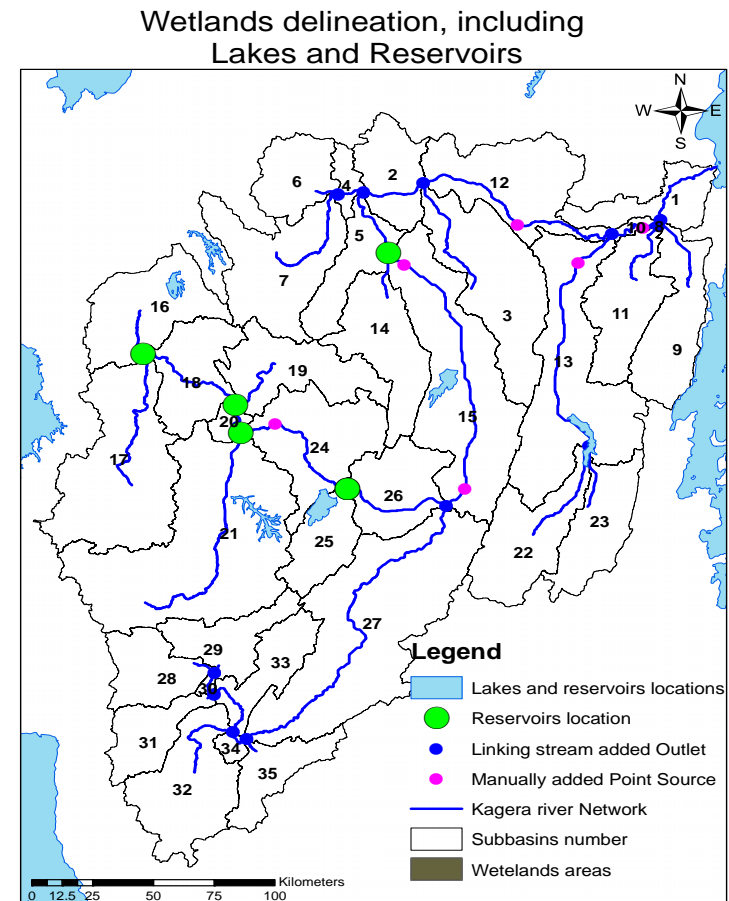 Wetlands delineation, including
Lakes and Reservoirs
N
W E
S
6
4
2
12
1
10
5
7
16
14
3
11
9
18
19
13
20
15
24
17
26
21
25
23
22
27
29
33
28
30
31
34
35
32
Legend
Lakes and reservoirs locations
Reservoirs location
Linking stream added Outlet
Manually added Point Source
Kagera river Network
Subbasins number
Wetelands areas
Kilometers
0 12.5 25 50 75 100